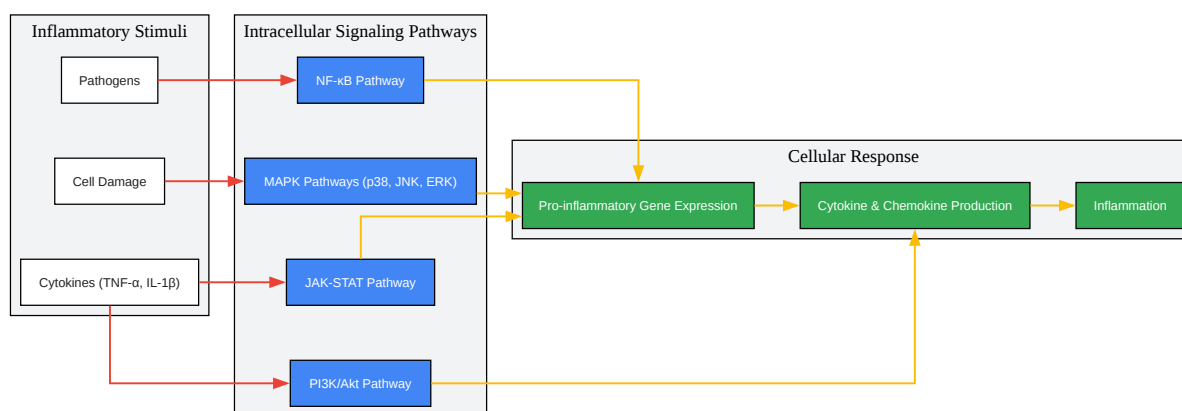 Inflammatory Stimuli
Pathogens
Cell Damage
Cytokines (TNF-α, IL-1β)
Intracellular Signaling Pathways
NF-κB Pathway
MAPK Pathways (p38, JNK, ERK)
JAK-STAT Pathway
PI3K/Akt Pathway
Cellular Response
Pro-inflammatory Gene Expression
Cytokine & Chemokine Production
Inflammation